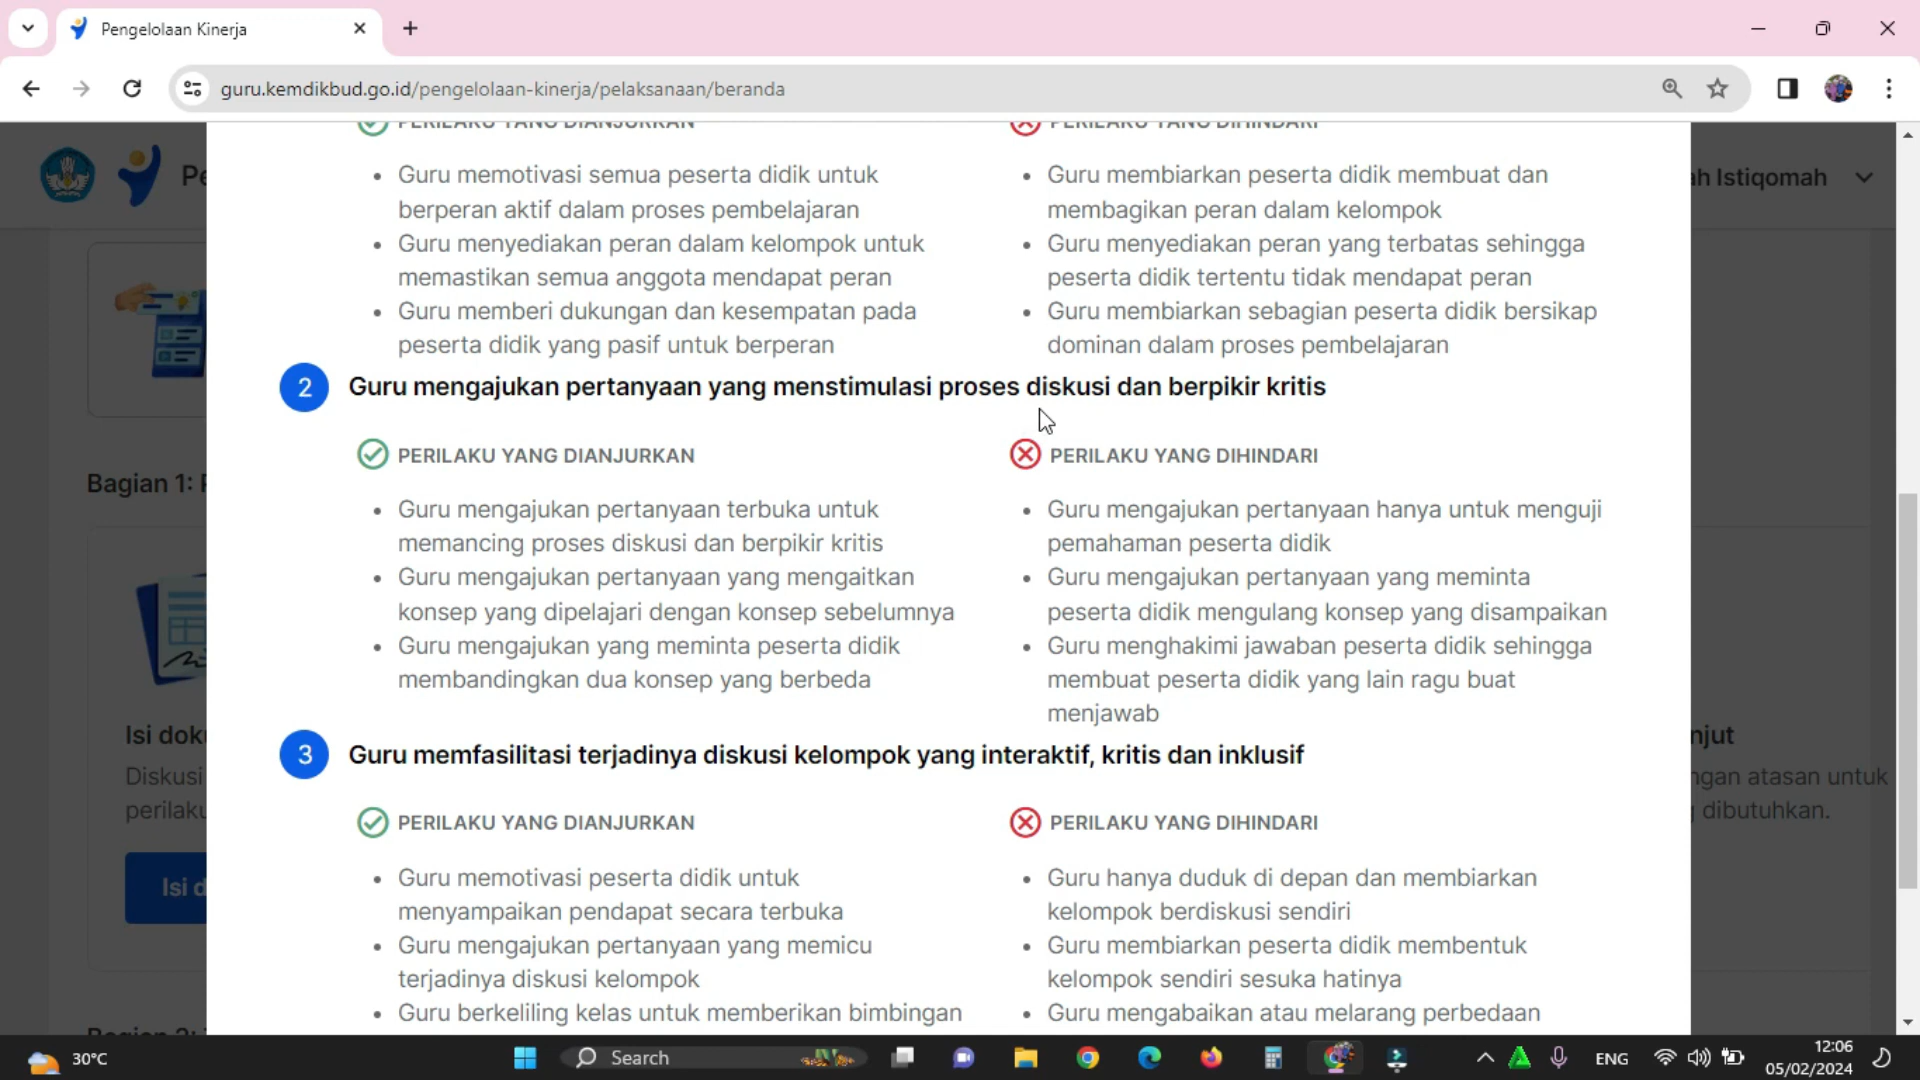 Pengelolaan Kinerja
guru.kemdikbud.go.id/pengelolaan-kinerja/pelaksanaan/beranda
PERILAKU YANG DIANJURKAN
PERILAKU YANG DIHINDARI
ah Istiqomah
Guru memotivasi semua peserta didik untuk
berperan aktif dalam proses pembelajaran
Guru menyediakan peran dalam kelompok untuk
memastikan semua anggota mendapat peran
Guru memberi dukungan dan kesempatan pada
peserta didik yang pasif untuk berperan
Guru membiarkan peserta didik membuat dan
membagikan peran dalam kelompok
Guru menyediakan peran yang terbatas sehingga
peserta didik tertentu tidak mendapat peran
Guru membiarkan sebagian peserta didik bersikap
dominan dalam proses pembelajaran
2 Guru mengajukan pertanyaan yang menstimulasi proses diskusi dan berpikir kritis
PERILAKU YANG DIANJURKAN
Guru mengajukan pertanyaan terbuka untuk
memancing proses diskusi dan berpikir kritis
Guru mengajukan pertanyaan yang mengaitkan
konsep yang dipelajari dengan konsep sebelumnya
Guru mengajukan yang meminta peserta didik
membandingkan dua konsep yang berbeda
PERILAKU YANG DIHINDARI
Guru mengajukan pertanyaan hanya untuk menguji
pemahaman peserta didik
Guru mengajukan pertanyaan yang meminta
peserta didik mengulang konsep yang disampaikan
Guru menghakimi jawaban peserta didik sehingga
membuat peserta didik yang lain ragu buat
menjawab
3 Guru memfasilitasi terjadinya diskusi kelompok yang interaktif, kritis dan inklusif
PERILAKU YANG DIANJURKAN
Guru memotivasi peserta didik untuk
menyampaikan pendapat secara terbuka
Guru mengajukan pertanyaan yang memicu
terjadinya diskusi kelompok
Guru berkeliling kelas untuk memberikan bimbingan
PERILAKU YANG DIHINDARI
Guru hanya duduk di depan dan membiarkan
kelompok berdiskusi sendiri
Guru membiarkan peserta didik membentuk
kelompok sendiri sesuka hatinya
Guru mengabaikan atau melarang perbedaan
Bagian 1:
Isi dok
Diskusi
perilaku
Isi d
njut
ngan atasan untuk
dibutuhkan.
30°C
Search
ENG
12:06
05/02/2024